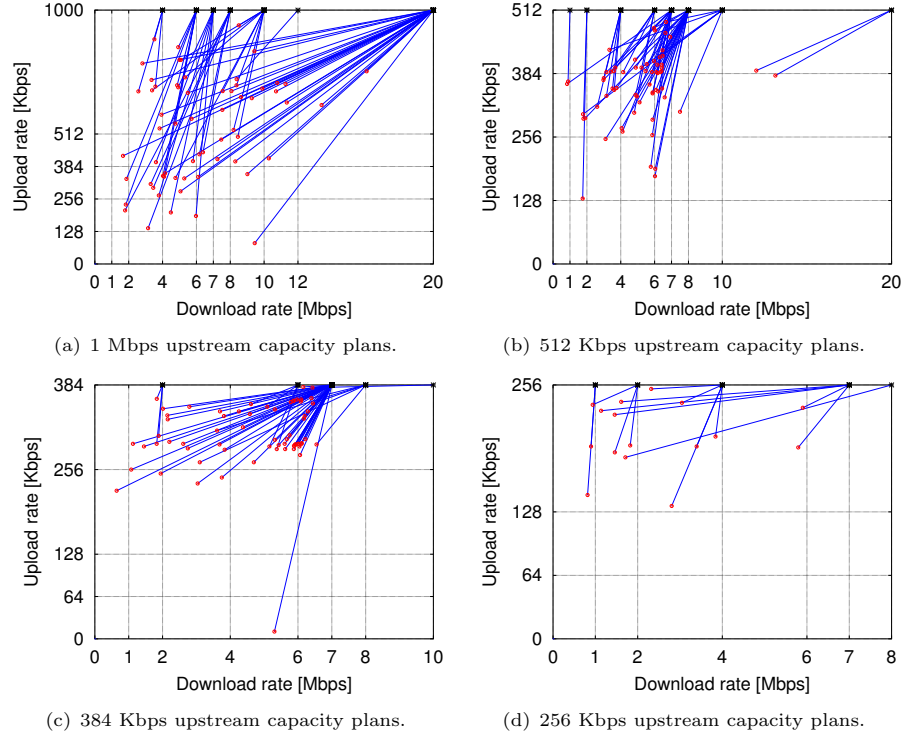 1000
512
384
256
128
0
Upload rate [Kbps]
0 1 2 4 6 7 8 10 12 20
Download rate [Mbps]
(a) 1 Mbps upstream capacity plans.
512
384
256
128
0
Upload rate [Kbps]
0 1 2 4 6 7 8 10 20
Download rate [Mbps]
(b) 512 Kbps upstream capacity plans.
384
256
128
64
0
Upload rate [Kbps]
0 1 2 4 6 7 8 10
Download rate [Mbps]
(c) 384 Kbps upstream capacity plans.
256
128
64
0
Upload rate [Kbps]
0 1 2 4 6 7 8
Download rate [Mbps]
(d) 256 Kbps upstream capacity plans.